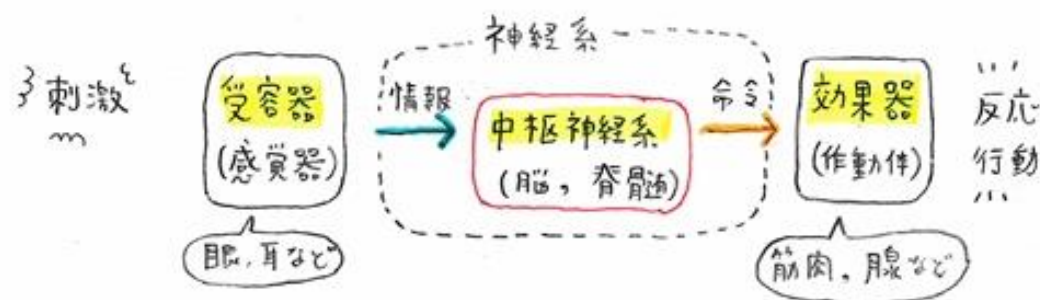 神経系
刺激
受容器
(感覚器)
眼、耳など
情報
中枢神経系
(脳, 脊髄)
命令
効果器
(作動体)
筋肉, 腺など
反応
行動